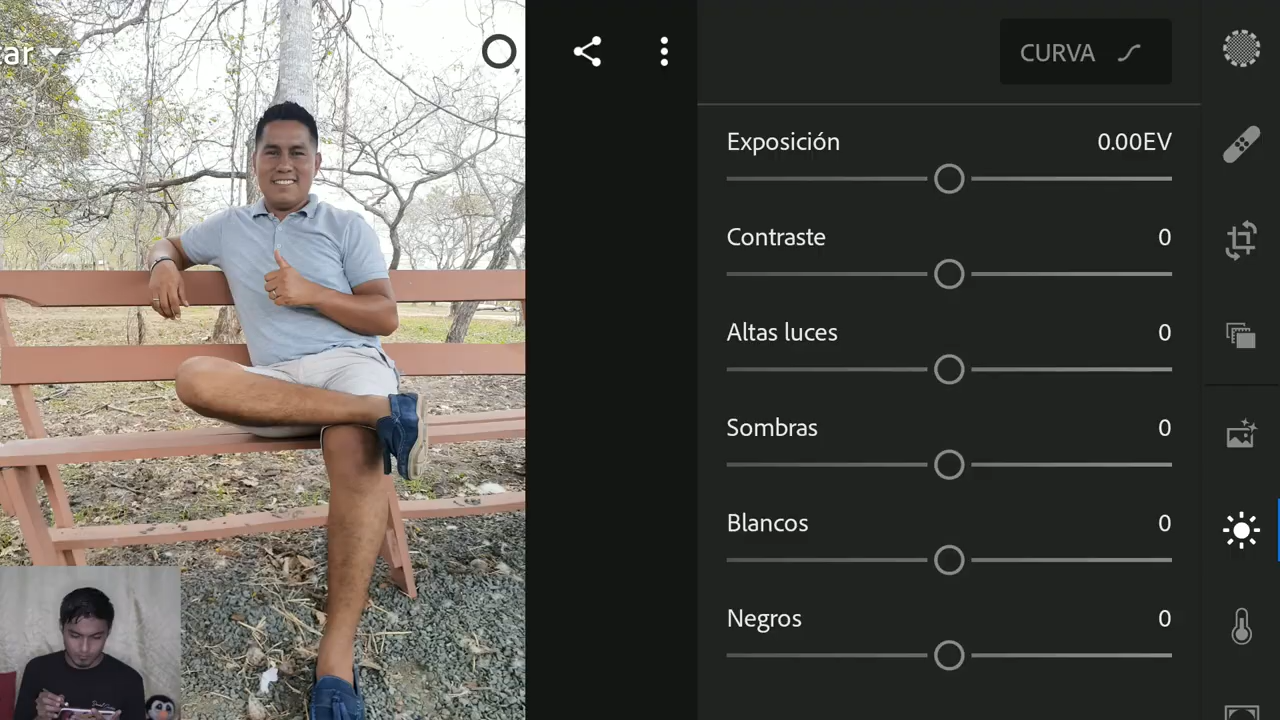 ar
CURVA
Exposición 0.00EV
Contraste 0
Altas luces 0
Sombras 0
Blancos 0
Negros 0